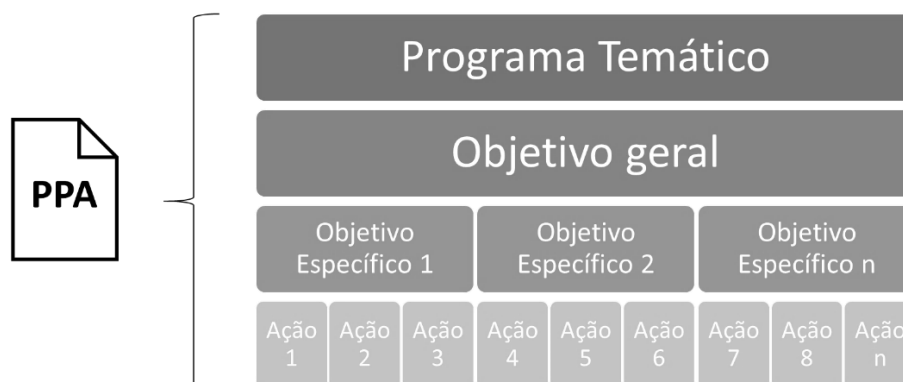 Programa Temático
PPA
Objetivo geral
Objetivo
Específico 1
Objetivo
Específico 2
Objetivo
Específico n
Ação
1
Ação
2
Ação
3
Ação
4
Ação
5
Ação
6
Ação
7
Ação
8
Ação
n